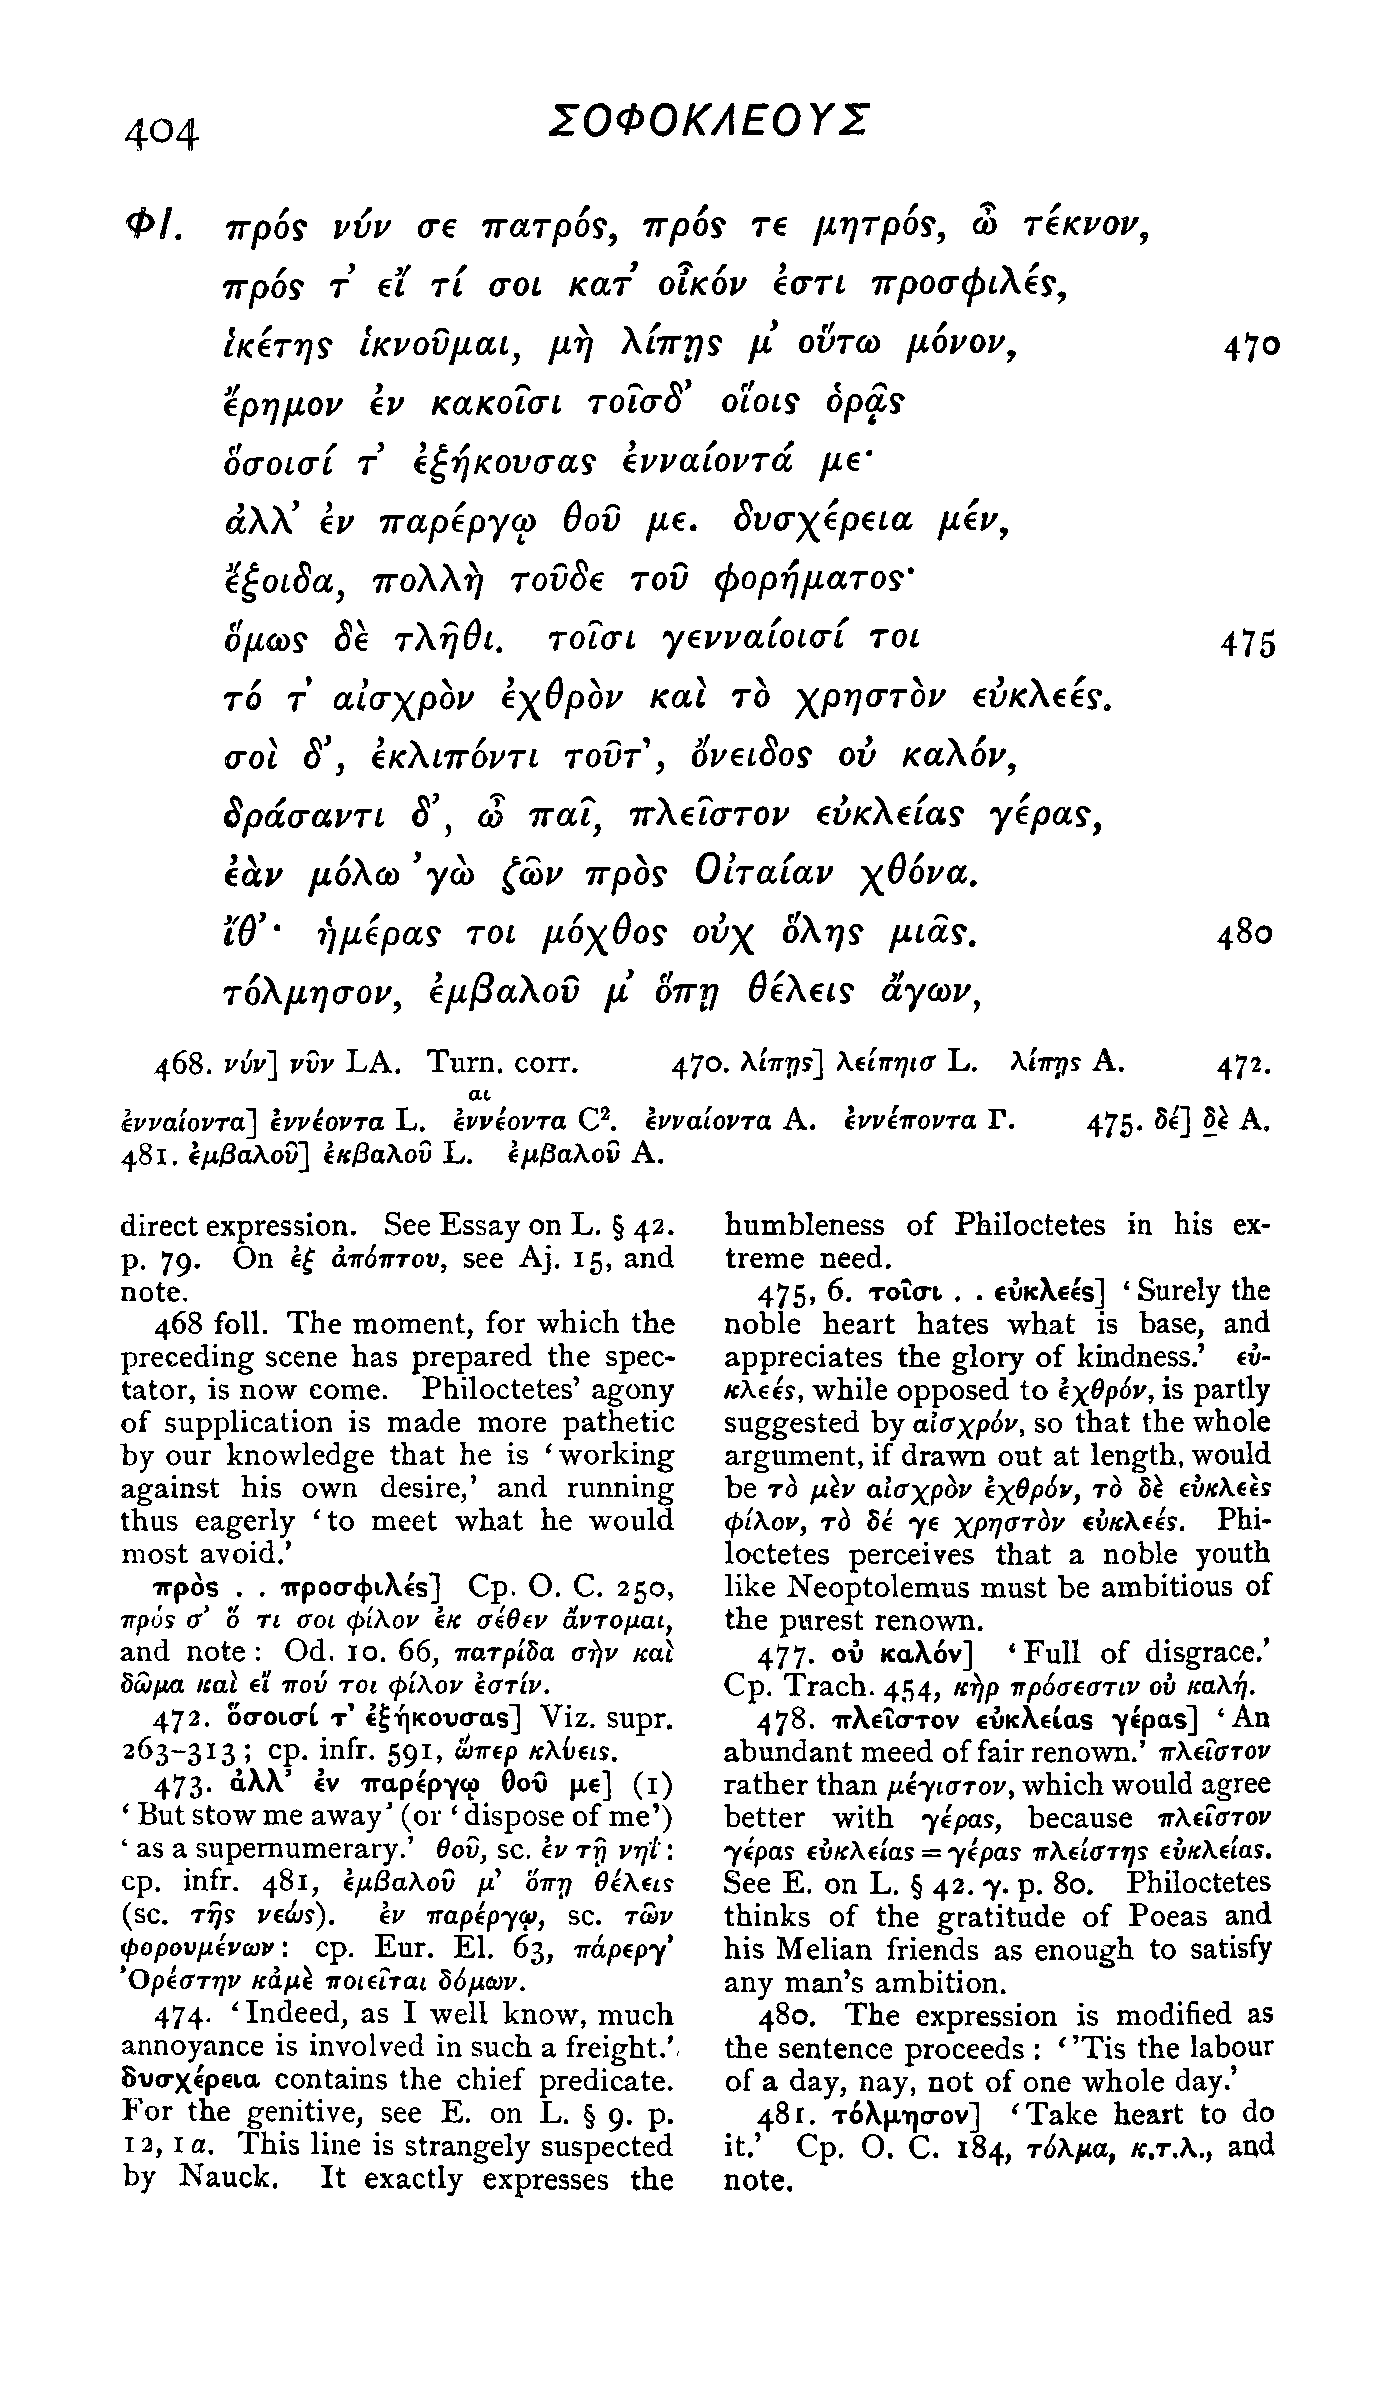 404 ΣΟΦΟΚΛΕΟΥΣ
ΦΙ. πρός νύν σε πατρός, πρός τε μητρός, ὦ τέκνον,
πρός τ’ εἴ τί σοι κατ’ οἶκόν ἐστι προσφιλές,
ἱκέτης ἱκνοῦμαι, μὴ λίπῃς μ’ οὕτω μόνον, 470
ἔρημον ἐν κακοῖσι τοῖσδ’ οἵοις ὁρᾷς
ὅσοισί τ’ ἐξήκουσας ἐνναίοντά με·
ἀλλ’ ἐν παρέργῳ θοῦ με. δυσχέρεια μέν,
ἔξοιδα, πολλὴ τοῦδε τοῦ φορήματος·
ὅμως δὲ τλῆθι. τοῖσι γενναίοισί τοι 475
τό τ’ αἰσχρὸν ἐχθρὸν καὶ τὸ χρηστὸν εὐκλεές.
σοὶ δ’, ἐκλιπόντι τοῦτ’, ὄνειδος οὐ καλόν,
δράσαντι δ’, ὦ παῖ, πλεῖστον εὐκλείας γέρας,
ἐὰν μόλω ’γὼ ζῶν πρὸς Οἰταίαν χθόνα.
ἴθ’· ἡμέρας τοι μόχθος οὐχ ὅλης μιᾶς. 480
τόλμησον, ἐμβαλοῦ μ’ ὅπῃ θέλεις ἄγων,
468. νύν] νῦν LA. Turn. corr. 470. λίπῃς] λείπηισ L. λίπῃς A. 472.
αι
ἐνναίοντα] ἐννέοντα L. ἐννέοντα C². ἐνναίοντα A. ἐννέποντα Γ. 475. δέ] δὲ A.
481. ἐμβαλοῦ] ἐκβαλοῦ L. ἐμβαλοῦ A.
direct expression. See Essay on L. § 42.
p. 79. On ἐξ ἀπόπτου, see Aj. 15, and
note.
468 foll. The moment, for which the
preceding scene has prepared the spec-
tator, is now come. Philoctetes’ agony
of supplication is made more pathetic
by our knowledge that he is ‘working
against his own desire,’ and running
thus eagerly ‘to meet what he would
most avoid.’
πρὸς . . προσφιλές] Cp. O. C. 250,
πρός σ’ ὅ τι σοι φίλον ἐκ σέθεν ἄντομαι,
and note: Od. 10. 66, πατρίδα σὴν καὶ
δῶμα καὶ εἴ πού τοι φίλον ἐστίν.
472. ὅσοισί τ’ ἐξήκουσας] Viz. supr.
263–313; cp. infr. 591, ὥπερ κλύεις.
473. ἀλλ’ ἐν παρέργῳ θοῦ με] (1)
‘But stow me away’ (or ‘dispose of me’)
‘as a supernumerary.’ θοῦ, sc. ἐν τῇ νηΐ:
cp. infr. 481, ἐμβαλοῦ μ’ ὅπῃ θέλεις
(sc. τῆς νεώς). ἐν παρέργῳ, sc. τῶν
φορουμένων: cp. Eur. El. 63, πάρεργ’
Ὀρέστην κἀμὲ ποιεῖται δόμων.
474. ‘Indeed, as I well know, much
annoyance is involved in such a freight.’
δυσχέρεια contains the chief predicate.
For the genitive, see E. on L. § 9. p.
12, 1 a. This line is strangely suspected
by Nauck. It exactly expresses the
humbleness of Philoctetes in his ex-
treme need.
475, 6. τοῖσι . . εὐκλεές] ‘Surely the
noble heart hates what is base, and
appreciates the glory of kindness.’ εὐ-
κλεές, while opposed to ἐχθρόν, is partly
suggested by αἰσχρόν, so that the whole
argument, if drawn out at length, would
be τὸ μὲν αἰσχρὸν ἐχθρόν, τὸ δὲ εὐκλεὲς
φίλον, τὸ δέ γε χρηστὸν εὐκλεές. Phi-
loctetes perceives that a noble youth
like Neoptolemus must be ambitious of
the purest renown.
477. οὐ καλόν] ‘Full of disgrace.’
Cp. Trach. 454, κὴρ πρόσεστιν οὐ καλή.
478. πλεῖστον εὐκλείας γέρας] ‘An
abundant meed of fair renown.’ πλεῖστον
rather than μέγιστον, which would agree
better with γέρας, because πλεῖστον
γέρας εὐκλείας = γέρας πλείστης εὐκλείας.
See E. on L. § 42. γ. p. 80. Philoctetes
thinks of the gratitude of Poeas and
his Melian friends as enough to satisfy
any man’s ambition.
480. The expression is modified as
the sentence proceeds: ‘’Tis the labour
of a day, nay, not of one whole day.’
481. τόλμησον] ‘Take heart to do
it.’ Cp. O. C. 184, τόλμα, κ.τ.λ., and
note.